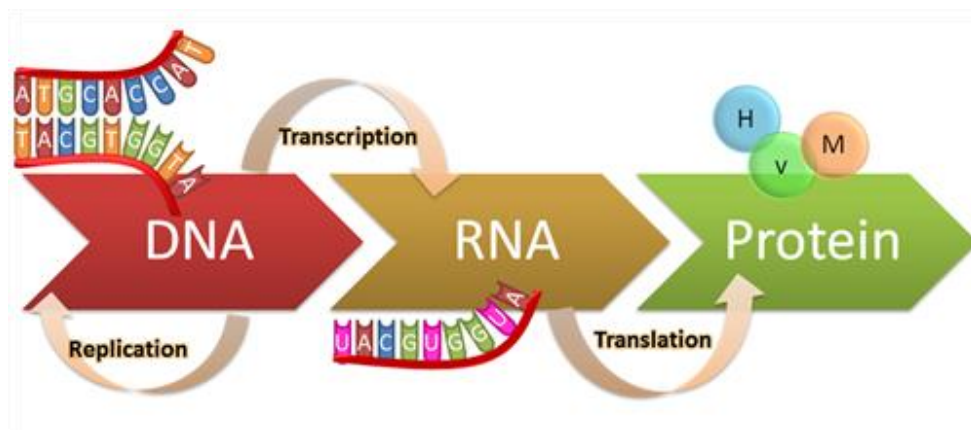 ATGCACCAT
TACGTGGTA
Transcription
H
V
M
DNA
RNA
Protein
Replication
UACGUGGUA
Translation